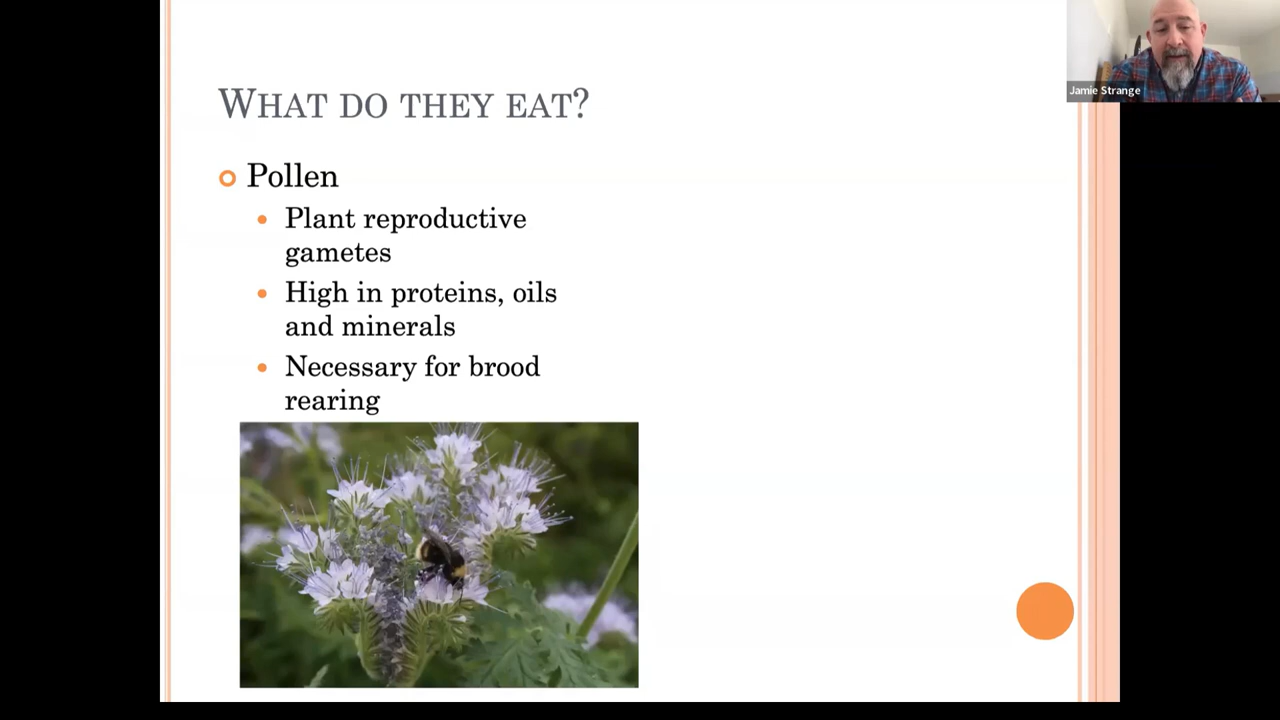 Jamie Strange
WHAT DO THEY EAT?
Pollen
Plant reproductive
gametes
High in proteins, oils
and minerals
Necessary for brood
rearing